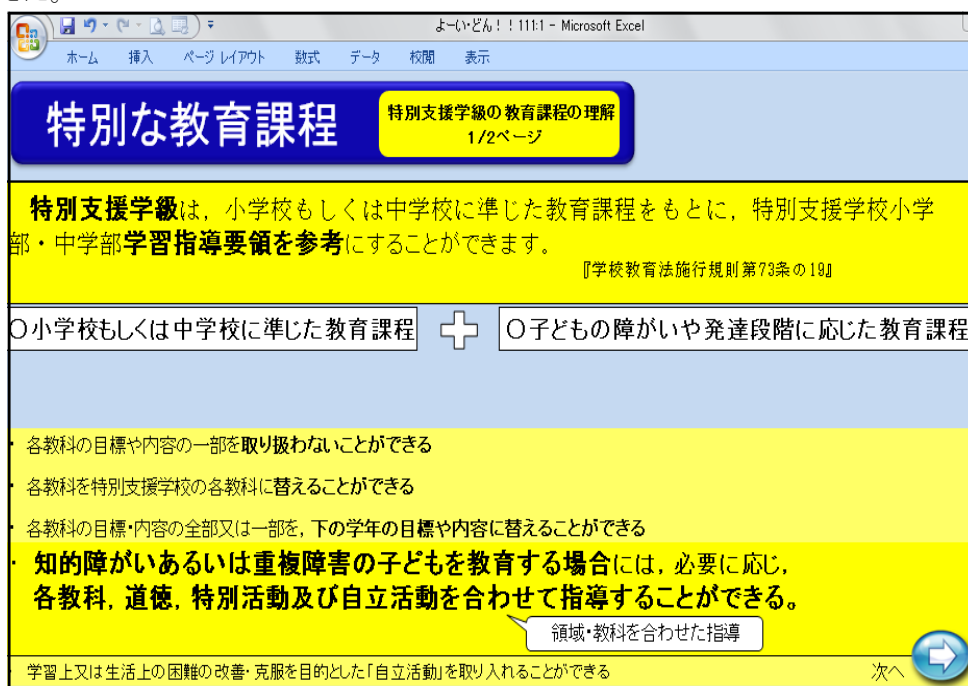 よーい・どん！！111:1 - Microsoft Excel
ホーム 挿入 ページ レイアウト 数式 データ 校閲 表示
特別な教育課程
特別支援学級の教育課程の理解
1/2ページ
特別支援学級は，小学校もしくは中学校に準じた教育課程をもとに，特別支援学校小学
部・中学部学習指導要領を参考にすることができます。
『学校教育法施行規則第73条の19』
○小学校もしくは中学校に準じた教育課程
○子どもの障がいや発達段階に応じた教育課程
・ 各教科の目標や内容の一部を取り扱わないことができる
・ 各教科を特別支援学校の各教科に替えることができる
・ 各教科の目標・内容の全部又は一部を，下の学年の目標や内容に替えることができる
・ 知的障がいあるいは重複障害の子どもを教育する場合には，必要に応じ，
各教科，道徳，特別活動及び自立活動を合わせて指導することができる。
領域・教科を合わせた指導
・ 学習上又は生活上の困難の改善・克服を目的とした「自立活動」を取り入れることができる
次へ